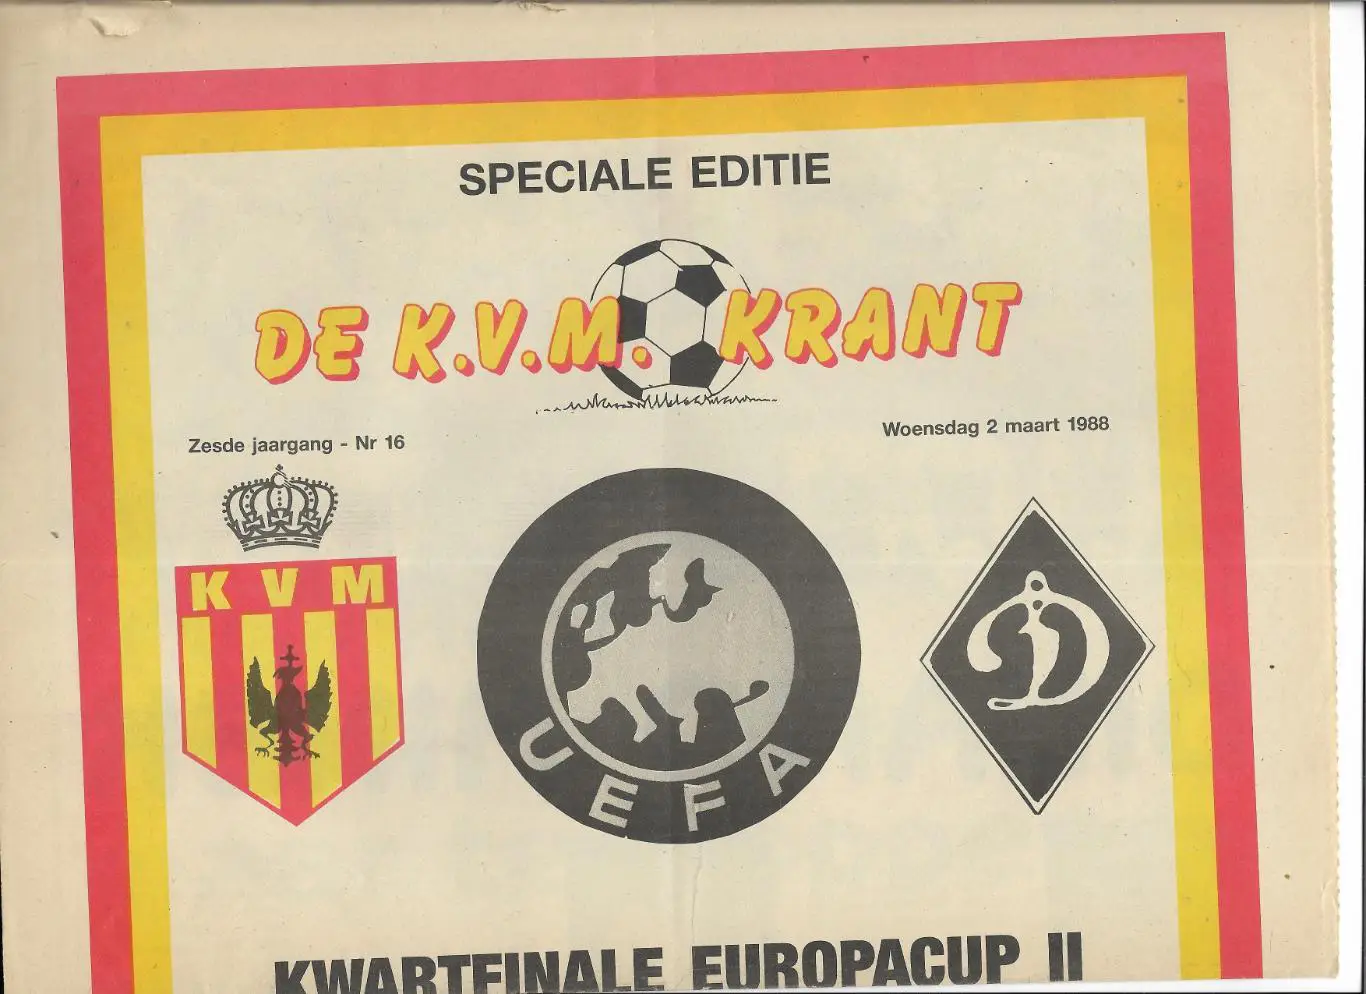 SPECIALE EDITIE
DE K.V.M. KRANT
Zesde jaargang - Nr 16
Woensdag 2 maart 1988
K V M
UEFA
D
KWARTFINALE EUROPACUP II